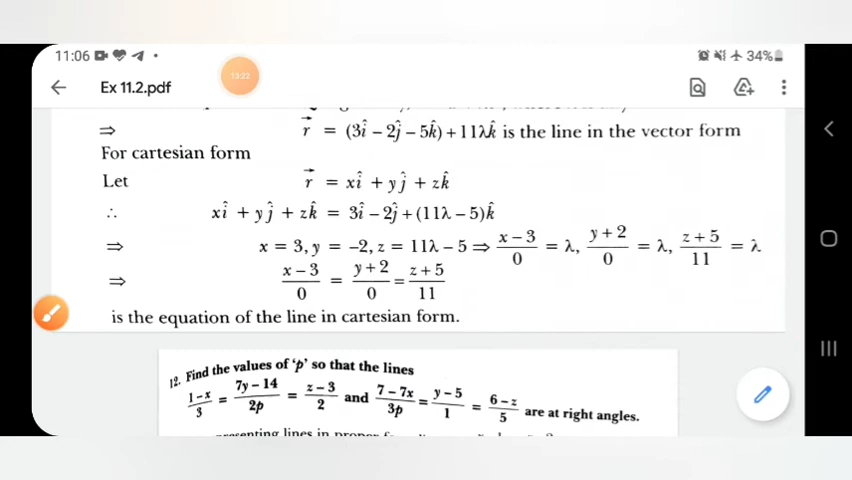 11:06
34%
13:22
Ex 11.2.pdf
⇒ r⃗ = (3î − 2ĵ − 5k̂) + 11λk̂ is the line in the vector form
For cartesian form
Let r⃗ = xî + yĵ + zk̂
∴ xî + yĵ + zk̂ = 3î − 2ĵ + (11λ − 5)k̂
⇒ x = 3, y = −2, z = 11λ − 5 ⇒ (x − 3)/0 = λ, (y + 2)/0 = λ, (z + 5)/11 = λ
⇒ (x − 3)/0 = (y + 2)/0 = (z + 5)/11
is the equation of the line in cartesian form.
12. Find the values of 'p' so that the lines
(1−x)/3 = (7y − 14)/2p = (z − 3)/2 and (7 − 7x)/3p = (y − 5)/1 = (6 − z)/5 are at right angles.